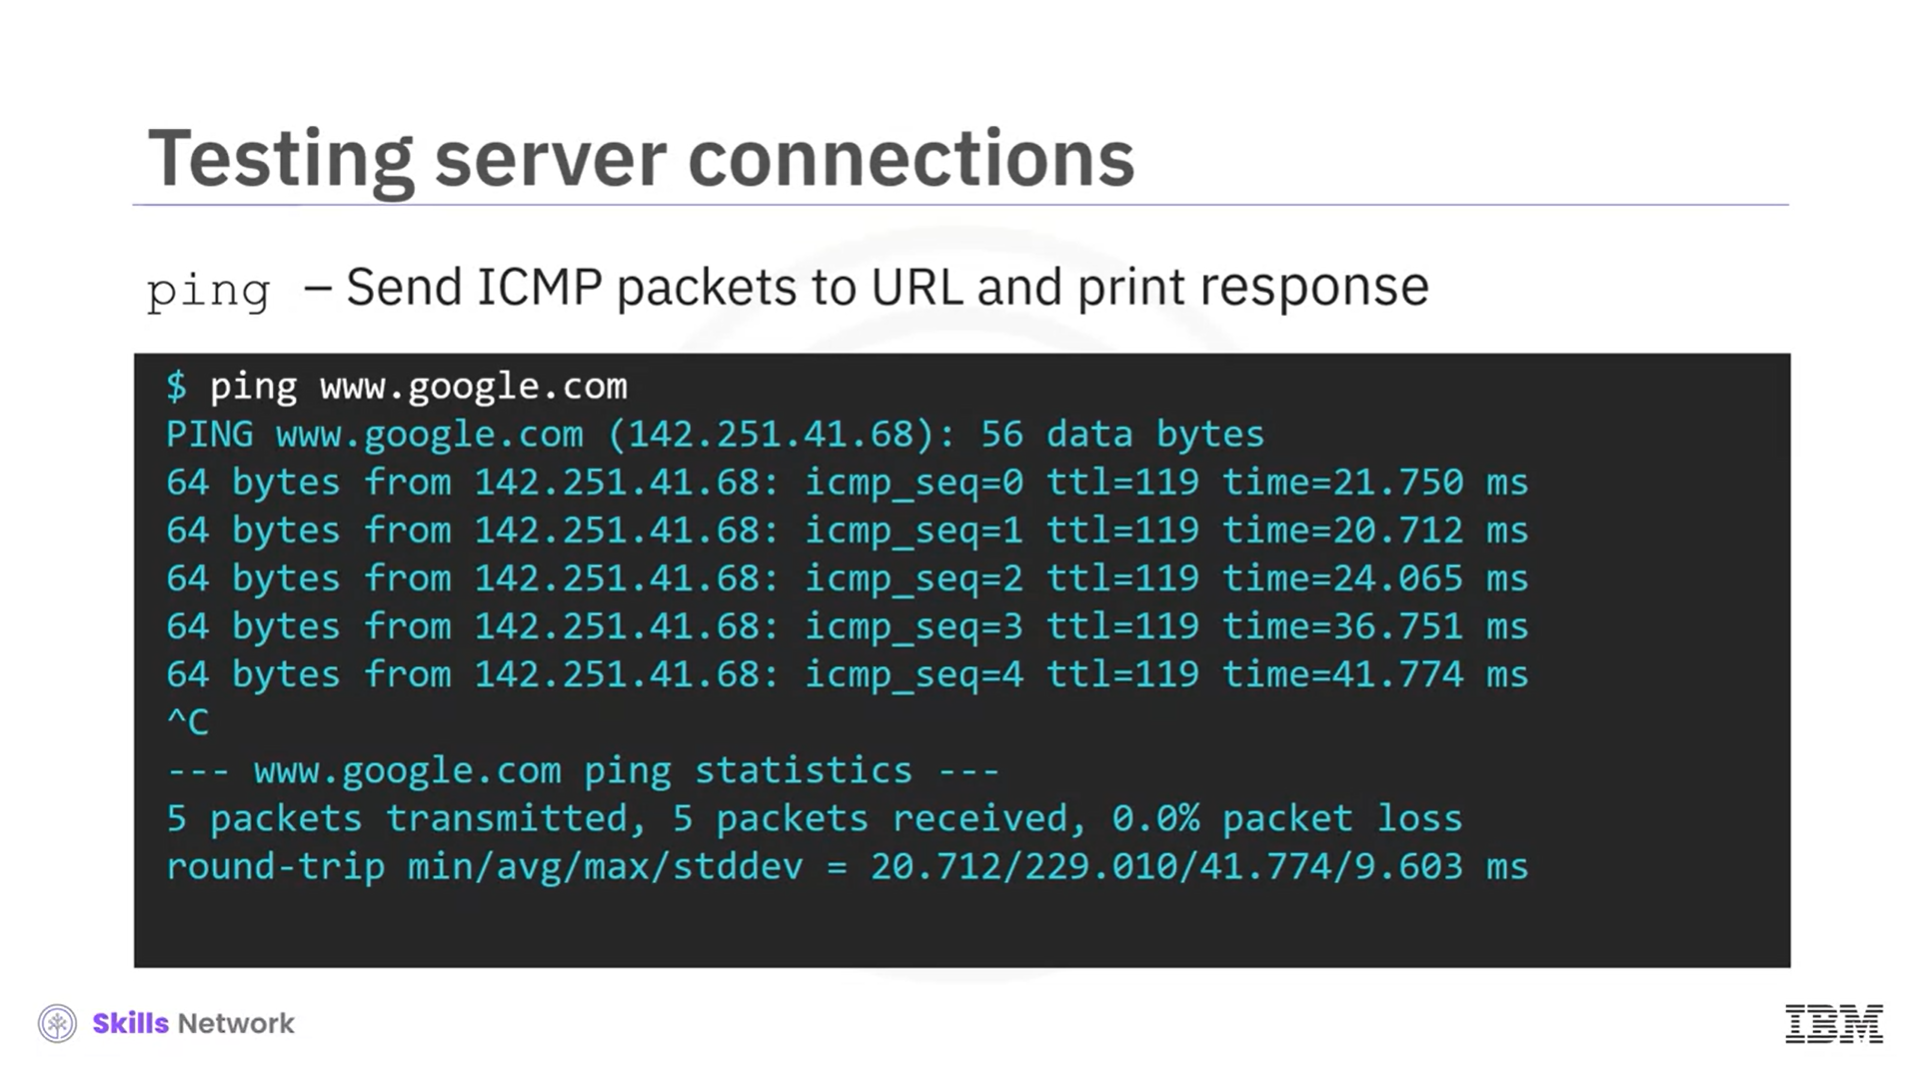 Testing server connections
ping – Send ICMP packets to URL and print response
$ ping www.google.com
PING www.google.com (142.251.41.68): 56 data bytes
64 bytes from 142.251.41.68: icmp_seq=0 ttl=119 time=21.750 ms
64 bytes from 142.251.41.68: icmp_seq=1 ttl=119 time=20.712 ms
64 bytes from 142.251.41.68: icmp_seq=2 ttl=119 time=24.065 ms
64 bytes from 142.251.41.68: icmp_seq=3 ttl=119 time=36.751 ms
64 bytes from 142.251.41.68: icmp_seq=4 ttl=119 time=41.774 ms
^C
--- www.google.com ping statistics ---
5 packets transmitted, 5 packets received, 0.0% packet loss
round-trip min/avg/max/stddev = 20.712/229.010/41.774/9.603 ms
Skills Network
IBM